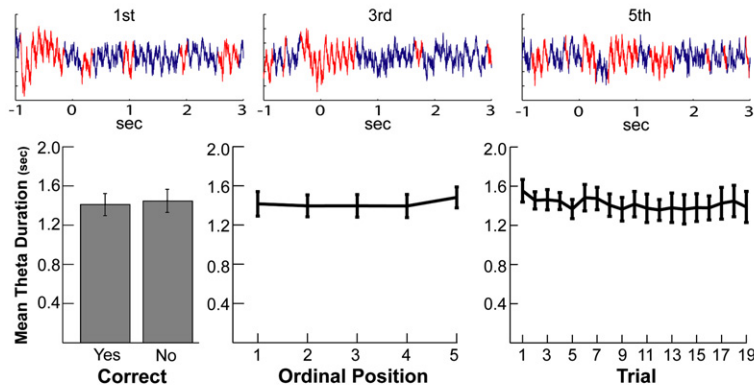 1st 3rd 5th
-1 0 1 2 3 -1 0 1 2 3 -1 0 1 2 3
sec sec sec
Mean Theta Duration (sec)
2.0 2.0 2.0
1.6 1.6 1.6
1.2 1.2 1.2
0.8 0.8 0.8
0.4 0.4 0.4
Yes No 1 2 3 4 5 1 3 5 7 9 11 13 15 17 19
Correct Ordinal Position Trial